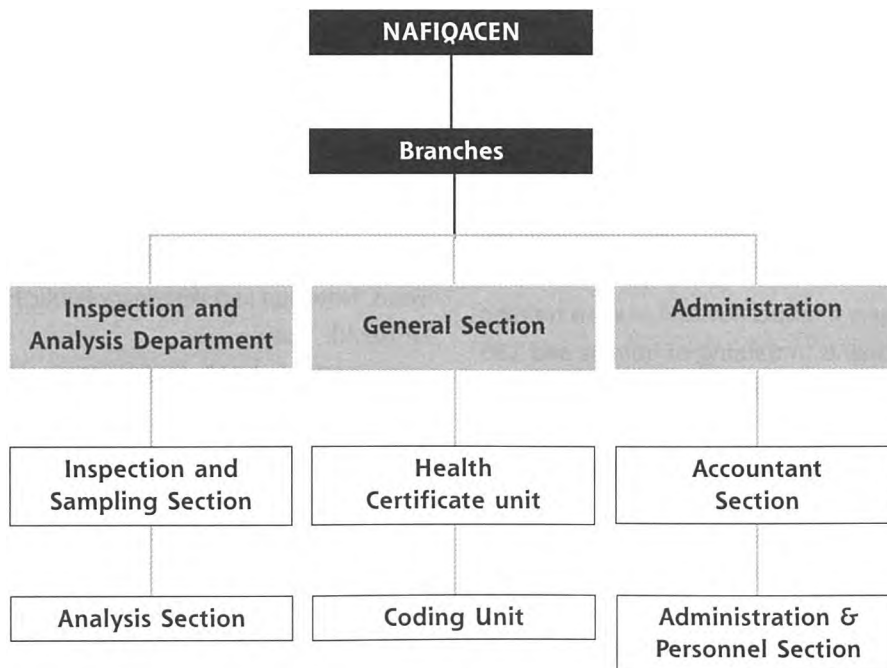 NAFIQACEN
Branches
Inspection and
Analysis Department
General Section
Administration
Inspection and
Sampling Section
Health
Certificate unit
Accountant
Section
Analysis Section
Coding Unit
Administration &
Personnel Section